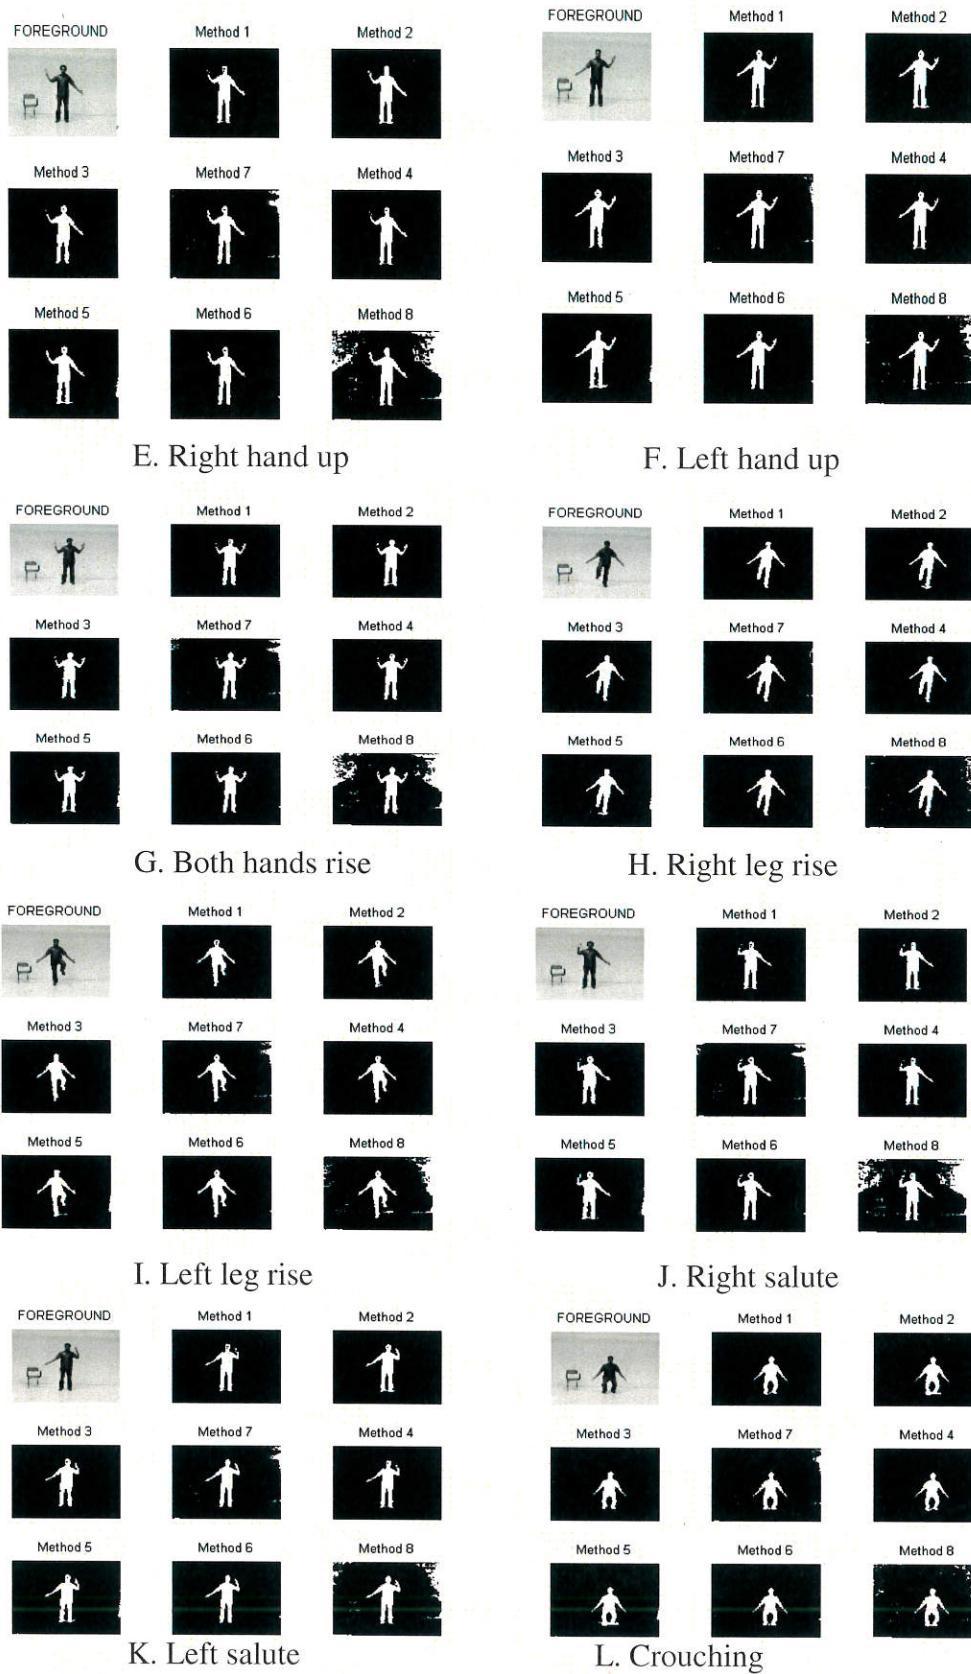 FOREGROUND Method 1 Method 2
Method 3 Method 7 Method 4
Method 5 Method 6 Method 8
E. Right hand up
FOREGROUND Method 1 Method 2
Method 3 Method 7 Method 4
Method 5 Method 6 Method 8
F. Left hand up
FOREGROUND Method 1 Method 2
Method 3 Method 7 Method 4
Method 5 Method 6 Method 8
G. Both hands rise
FOREGROUND Method 1 Method 2
Method 3 Method 7 Method 4
Method 5 Method 6 Method 8
H. Right leg rise
FOREGROUND Method 1 Method 2
Method 3 Method 7 Method 4
Method 5 Method 6 Method 8
I. Left leg rise
FOREGROUND Method 1 Method 2
Method 3 Method 7 Method 4
Method 5 Method 6 Method 8
J. Right salute
FOREGROUND Method 1 Method 2
Method 3 Method 7 Method 4
Method 5 Method 6 Method 8
K. Left salute
FOREGROUND Method 1 Method 2
Method 3 Method 7 Method 4
Method 5 Method 6 Method 8
L. Crouching